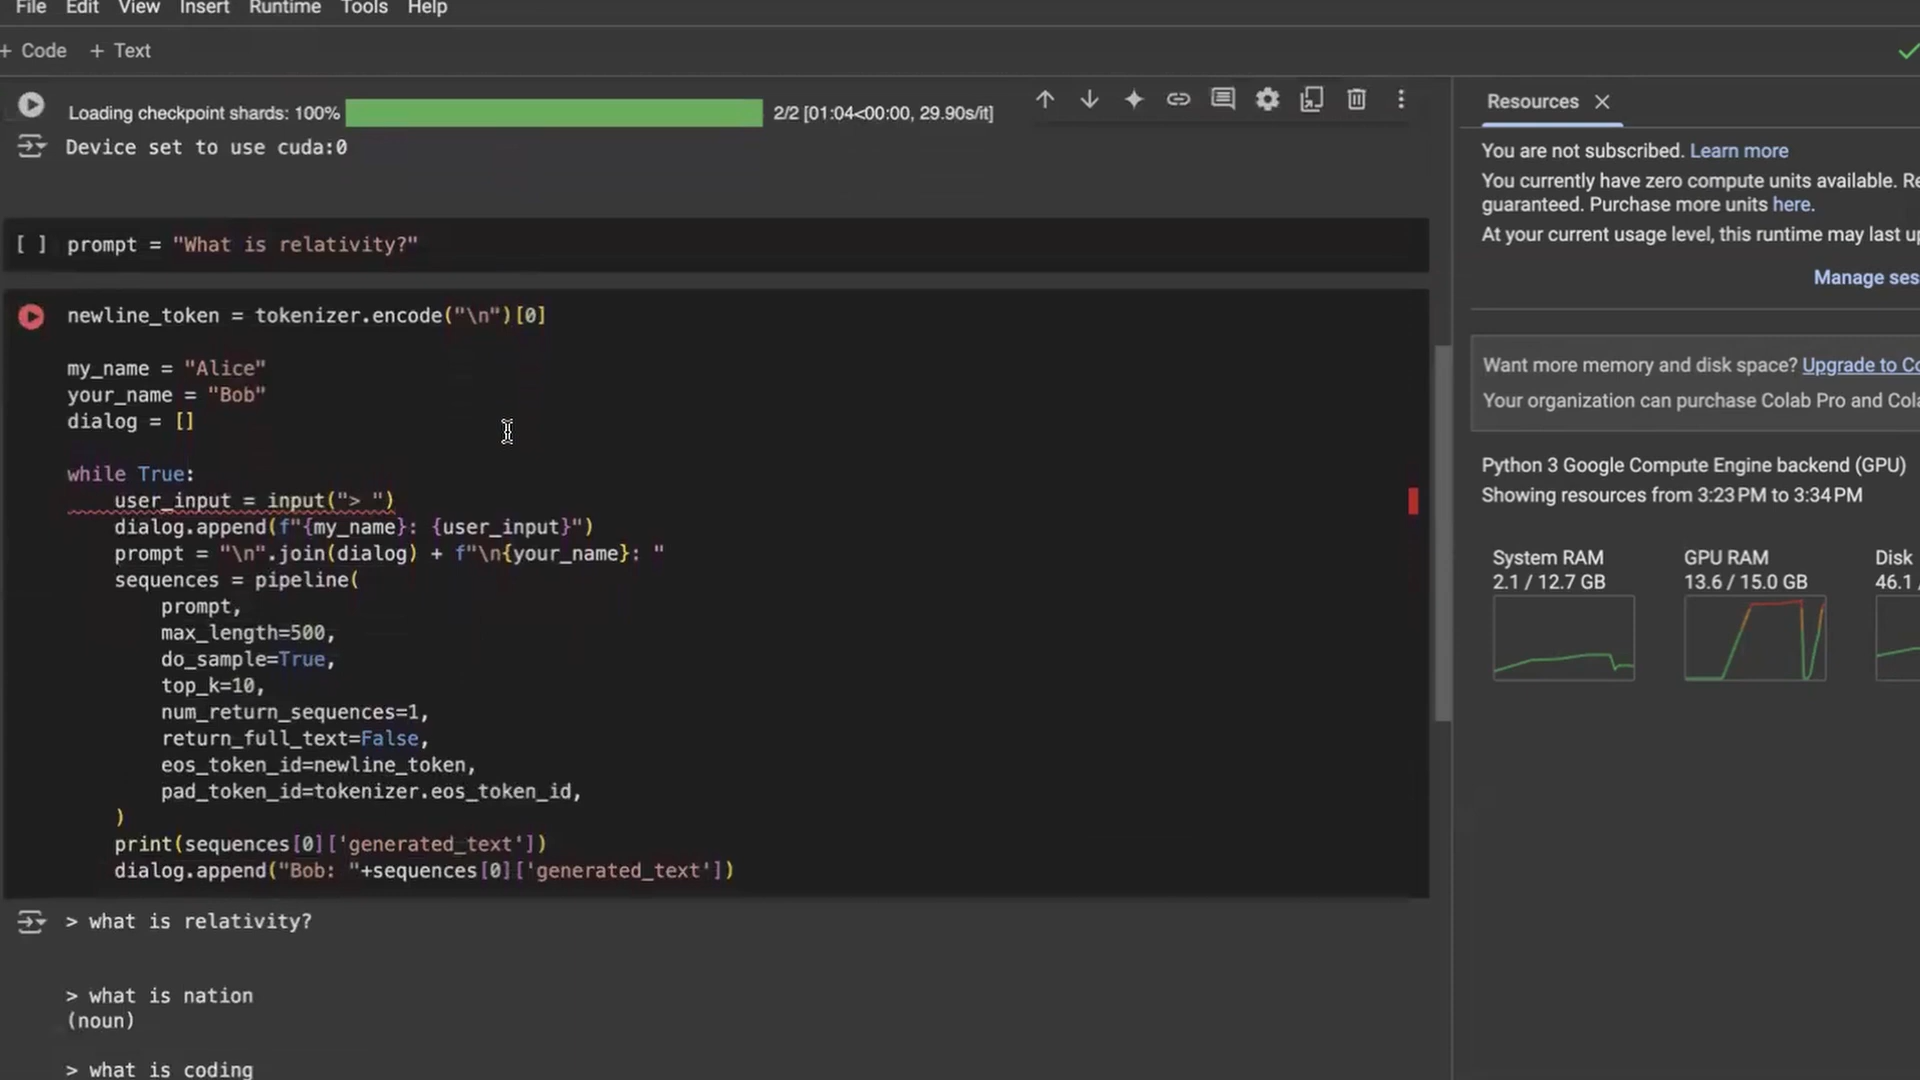 File Edit View Insert Runtime Tools Help
+ Code + Text
Loading checkpoint shards: 100% 2/2 [01:04<00:00, 29.90s/it]
Device set to use cuda:0
[ ] prompt = "What is relativity?"
newline_token = tokenizer.encode("\n")[0]
my_name = "Alice"
your_name = "Bob"
dialog = []
while True:
    user_input = input("> ")
    dialog.append(f"{my_name}: {user_input}")
    prompt = "\n".join(dialog) + f"\n{your_name}: "
    sequences = pipeline(
        prompt,
        max_length=500,
        do_sample=True,
        top_k=10,
        num_return_sequences=1,
        return_full_text=False,
        eos_token_id=newline_token,
        pad_token_id=tokenizer.eos_token_id,
    )
    print(sequences[0]['generated_text'])
    dialog.append("Bob: "+sequences[0]['generated_text'])
> what is relativity?
> what is nation
(noun)
> what is coding
Resources
You are not subscribed. Learn more
You currently have zero compute units available. Re
guaranteed. Purchase more units here.
At your current usage level, this runtime may last u
Manage ses
Want more memory and disk space? Upgrade to Co
Your organization can purchase Colab Pro and Cola
Python 3 Google Compute Engine backend (GPU)
Showing resources from 3:23 PM to 3:34 PM
System RAM
2.1 / 12.7 GB
GPU RAM
13.6 / 15.0 GB
Disk
46.1 /